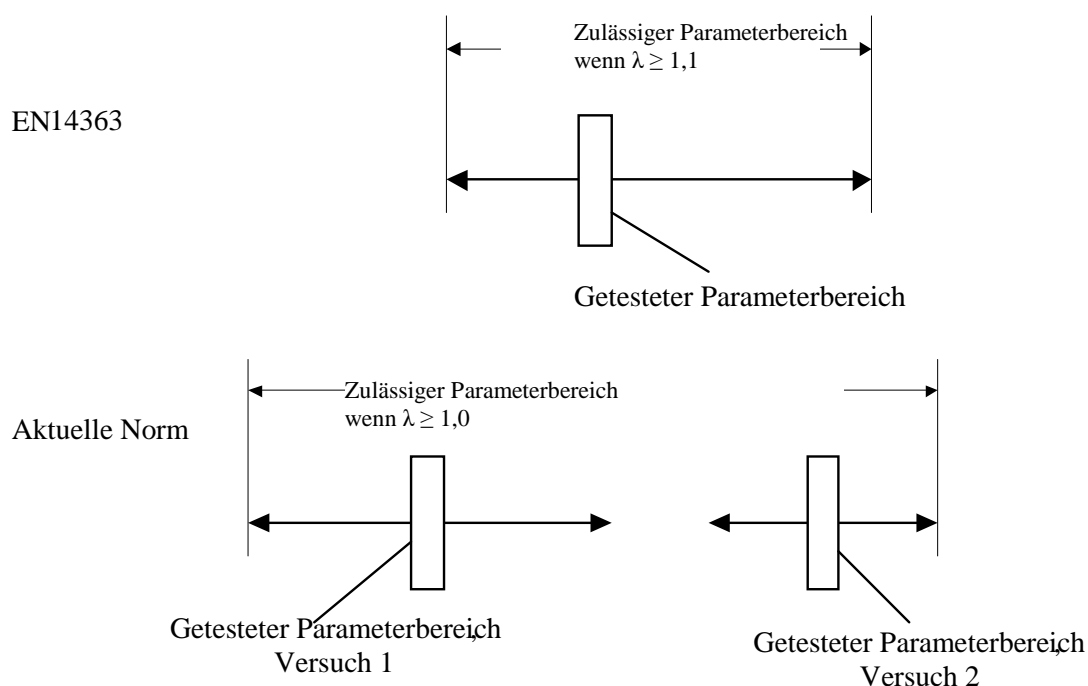 Zulässiger Parameterbereich
wenn λ ≥ 1,1
EN14363
Getesteter Parameterbereich
Zulässiger Parameterbereich
wenn λ ≥ 1,0
Aktuelle Norm
Getesteter Parameterbereich,
Versuch 1
Getesteter Parameterbereich,
Versuch 2